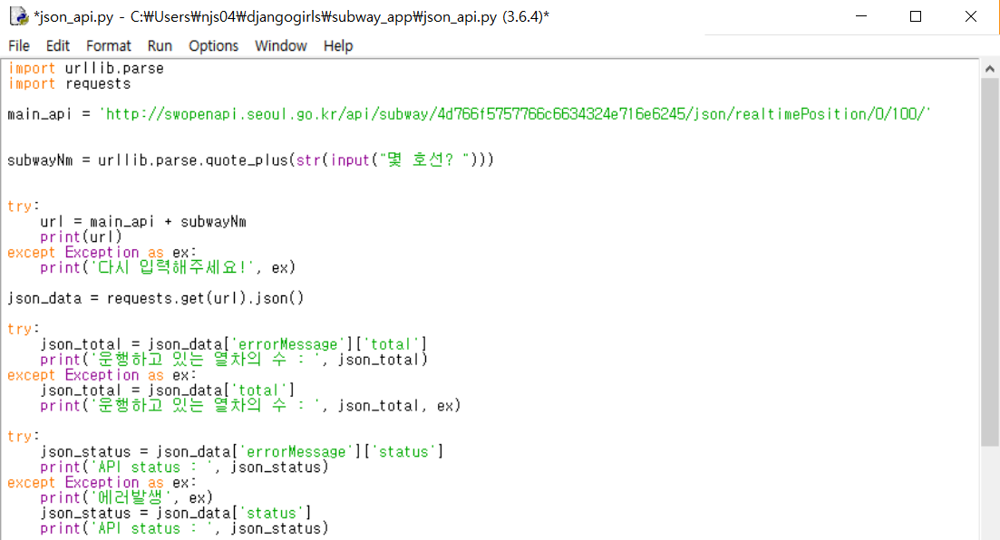 *json_api.py - C:₩Users₩njs04₩djangogirls₩subway_app₩json_api.py (3.6.4)*
File Edit Format Run Options Window Help
import urllib.parse
import requests
main_api = 'http://swopenapi.seoul.go.kr/api/subway/4d766f5757766c6634324e716e6245/json/realtimePosition/0/100/'
subwayNm = urllib.parse.quote_plus(str(input("몇 호선? ")))
try:
    url = main_api + subwayNm
    print(url)
except Exception as ex:
    print('다시 입력해주세요!', ex)
json_data = requests.get(url).json()
try:
    json_total = json_data['errorMessage']['total']
    print('운행하고 있는 열차의 수 : ', json_total)
except Exception as ex:
    json_total = json_data['total']
    print('운행하고 있는 열차의 수 : ', json_total, ex)
try:
    json_status = json_data['errorMessage']['status']
    print('API status : ', json_status)
except Exception as ex:
    print('에러발생', ex)
    json_status = json_data['status']
    print('API status : ', json_status)